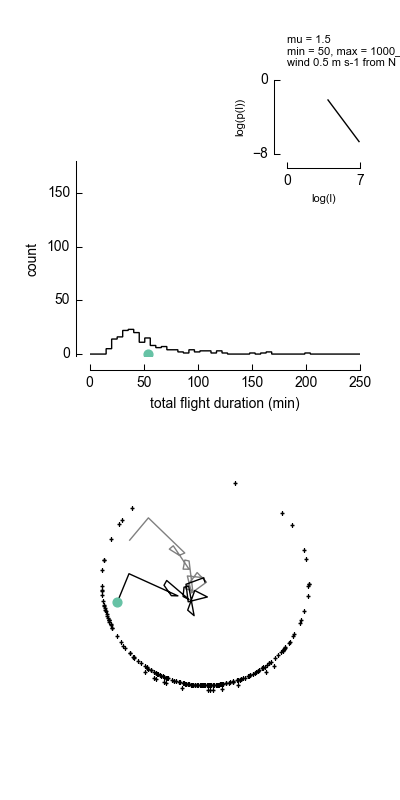 mu = 1.5
min = 50, max = 1000_
wind 0.5 m s-1 from N
0
log(p(l))
−8
0 7
log(l)
150
100
50
0
count
0 50 100 150 200 250
total flight duration (min)